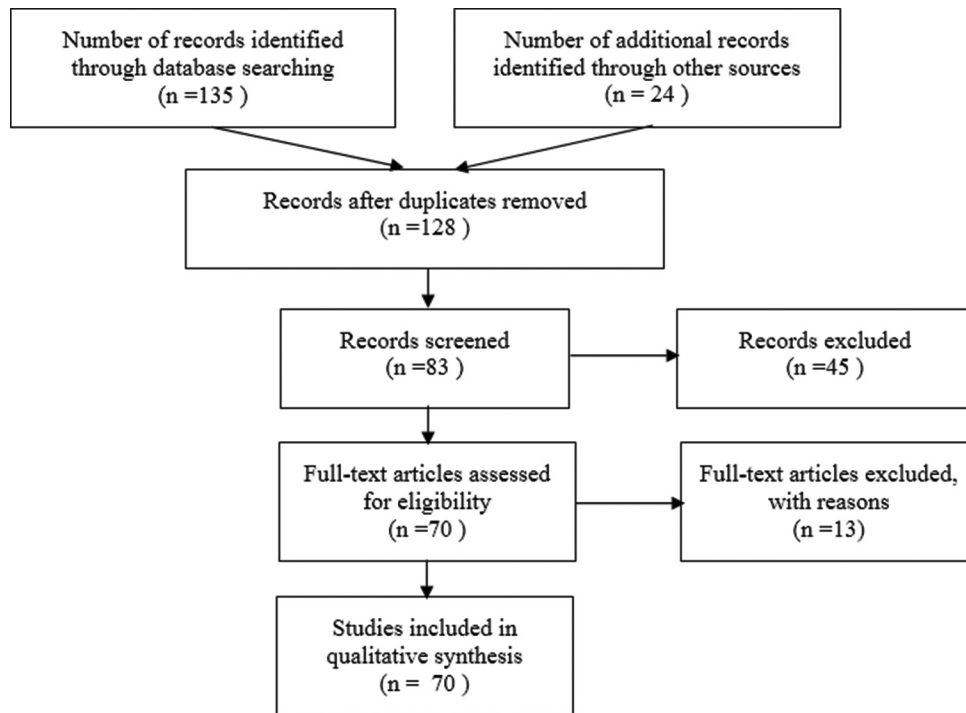 Number of records identified
through database searching
(n =135 )
Number of additional records
identified through other sources
(n = 24 )
Records after duplicates removed
(n =128 )
Records screened
(n =83 )
Records excluded
(n =45 )
Full-text articles assessed
for eligibility
(n =70 )
Full-text articles excluded,
with reasons
(n =13)
Studies included in
qualitative synthesis
(n = 70 )